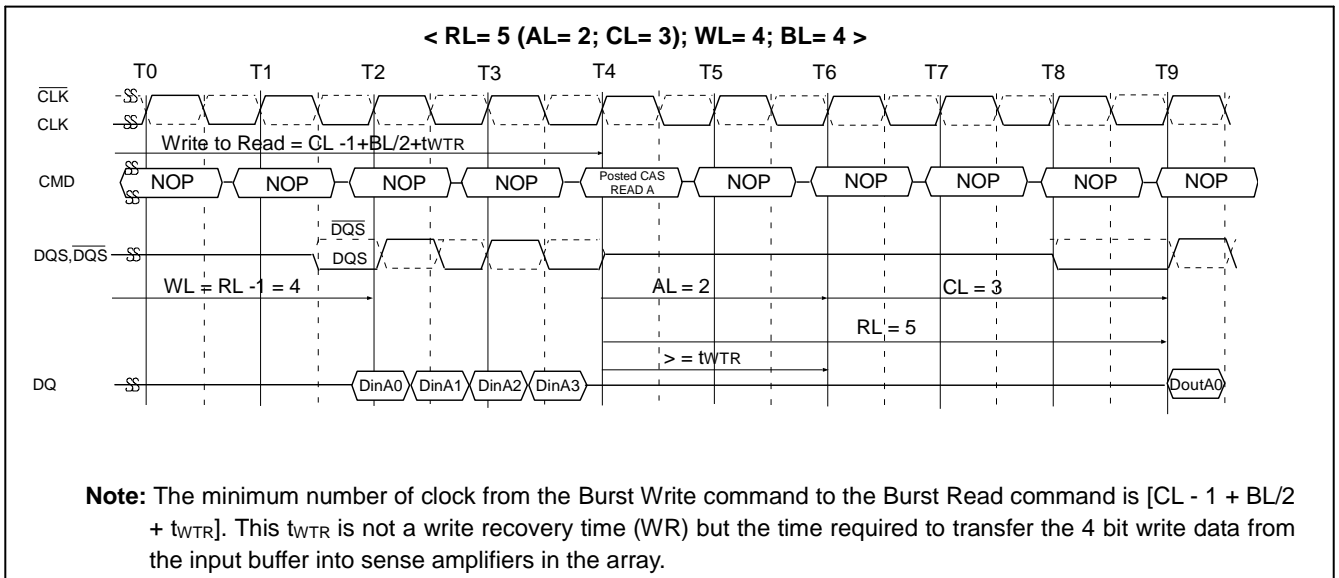 < RL= 5 (AL= 2; CL= 3); WL= 4; BL= 4 >
T0 T1 T2 T3 T4 T5 T6 T7 T8 T9
CLK
CLK
Write to Read = CL -1+BL/2+tWTR
CMD NOP NOP NOP NOP Posted CAS READ A NOP NOP NOP NOP NOP
DQS
DQS,DQS DQS
WL = RL -1 = 4 AL = 2 CL = 3
RL = 5
> = tWTR
DQ DinA0 DinA1 DinA2 DinA3 DoutA0
Note: The minimum number of clock from the Burst Write command to the Burst Read command is [CL - 1 + BL/2
+ tWTR]. This tWTR is not a write recovery time (WR) but the time required to transfer the 4 bit write data from
the input buffer into sense amplifiers in the array.